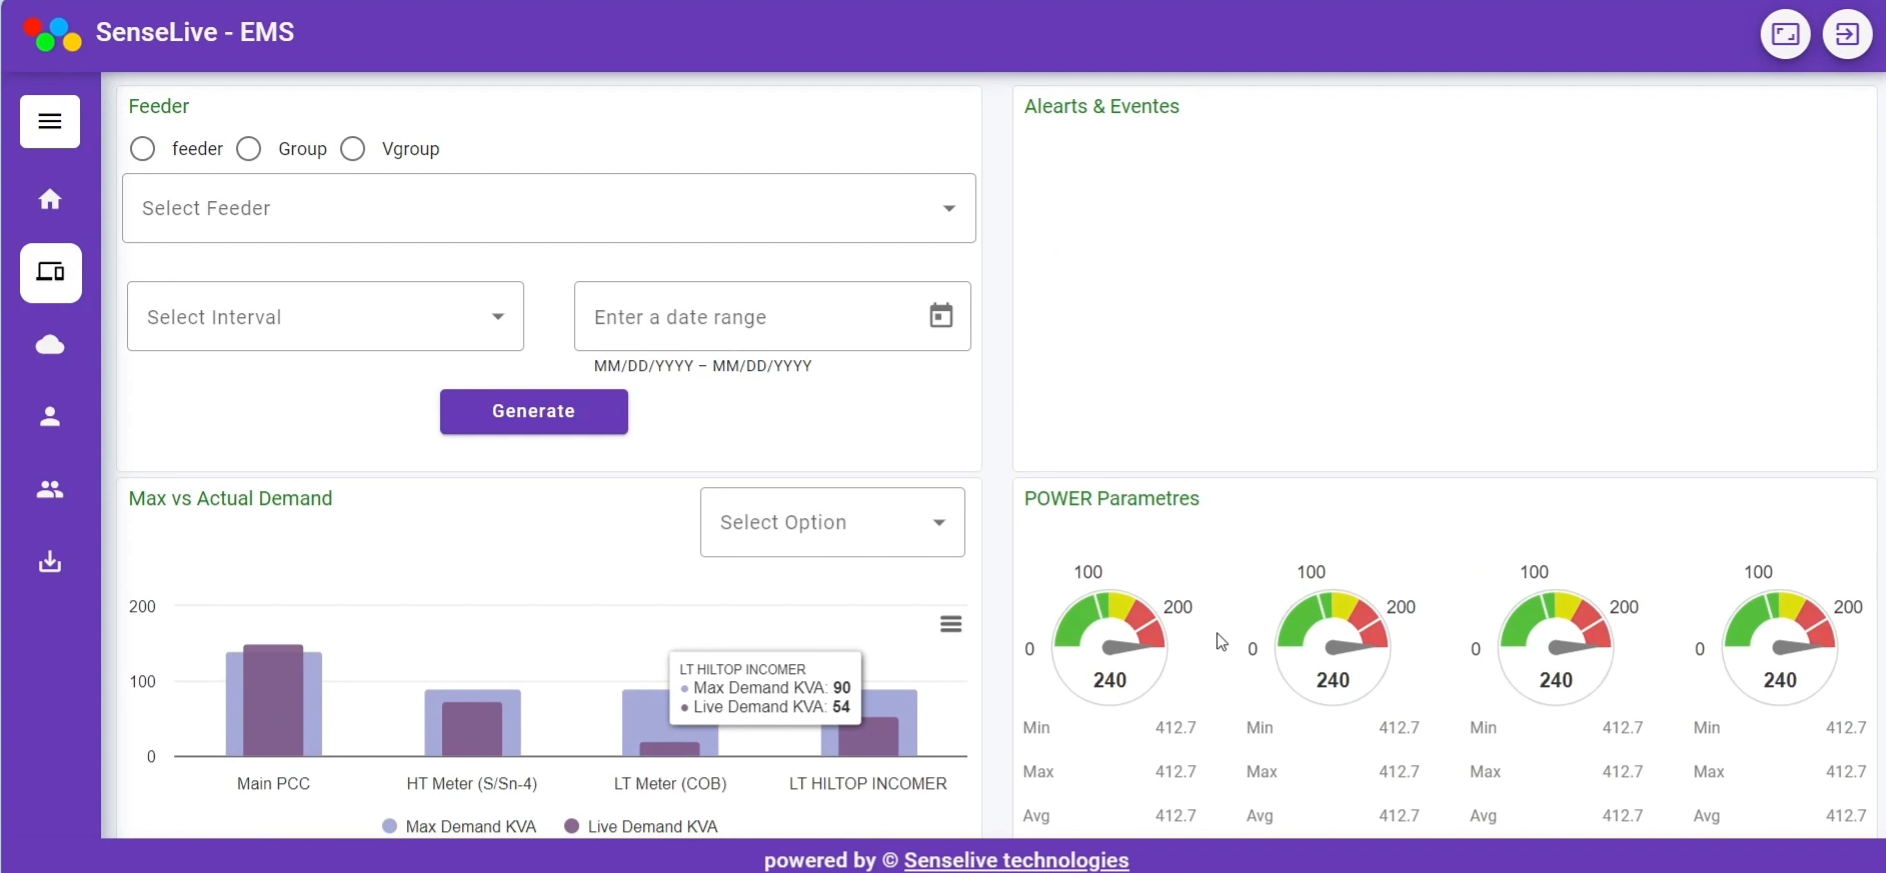 SenseLive - EMS
Feeder
feeder
Group
Vgroup
Select Feeder
Select Interval
Enter a date range
MM/DD/YYYY – MM/DD/YYYY
Generate
Alearts & Eventes
Max vs Actual Demand
Select Option
200
100
0
LT HILTOP INCOMER
Max Demand KVA: 90
Live Demand KVA: 54
Main PCC
HT Meter (S/Sn-4)
LT Meter (COB)
LT HILTOP INCOMER
Max Demand KVA
Live Demand KVA
POWER Parametres
0 100 200
240
Min 412.7
Max 412.7
Avg 412.7
0 100 200
240
Min 412.7
Max 412.7
Avg 412.7
0 100 200
240
Min 412.7
Max 412.7
Avg 412.7
0 100 200
240
Min 412.7
Max 412.7
Avg 412.7
powered by © Senselive technologies